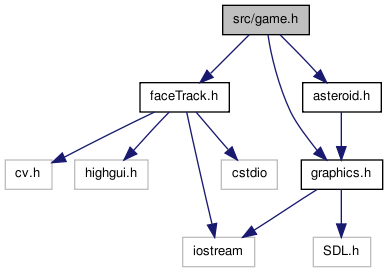 src/game.h
faceTrack.h
asteroid.h
cv.h
highgui.h
cstdio
graphics.h
iostream
SDL.h